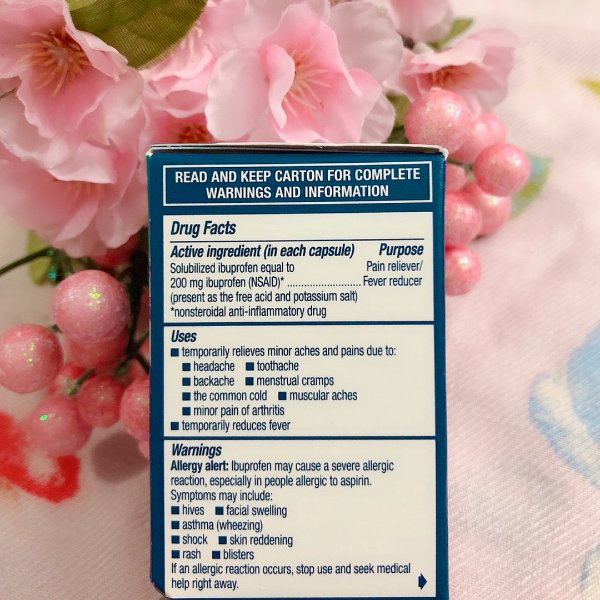 READ AND KEEP CARTON FOR COMPLETE
WARNINGS AND INFORMATION
Drug Facts
Active ingredient (in each capsule) Purpose
Solubilized ibuprofen equal to Pain reliever/
200 mg ibuprofen (NSAID)* .......................... Fever reducer
(present as the free acid and potassium salt)
*nonsteroidal anti-inflammatory drug
Uses
■ temporarily relieves minor aches and pains due to:
■ headache ■ toothache
■ backache ■ menstrual cramps
■ the common cold ■ muscular aches
■ minor pain of arthritis
■ temporarily reduces fever
Warnings
Allergy alert: Ibuprofen may cause a severe allergic
reaction, especially in people allergic to aspirin.
Symptoms may include:
■ hives ■ facial swelling
■ asthma (wheezing)
■ shock ■ skin reddening
■ rash ■ blisters
If an allergic reaction occurs, stop use and seek medical
help right away.